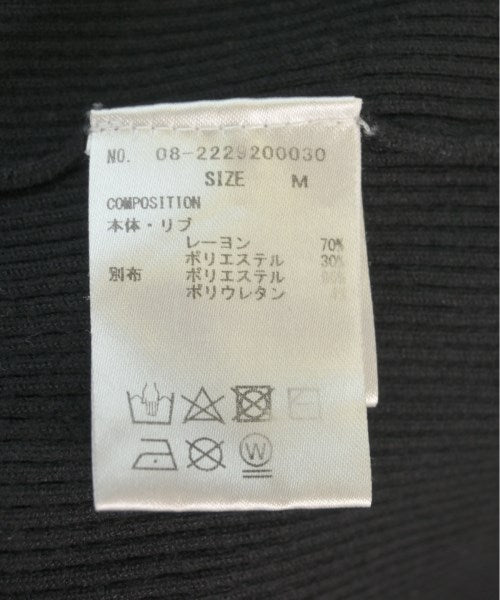 NO. 08-2229200030
SIZE M
COMPOSITION
本体・リブ
レーヨン 70%
ポリエステル 30%
別布 ポリエステル
ポリウレタン
W